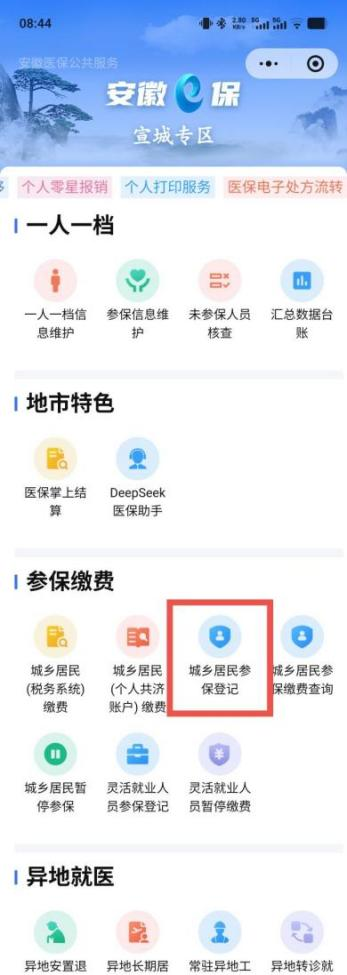 08:44
2.80 KB/s 5G 5G
安徽医保公共服务
安徽e保
宣城专区
个人零星报销 个人打印服务 医保电子处方流转
一人一档
一人一档信 参保信息维 未参保人员 汇总数据台
息维护 护 核查 账
地市特色
医保掌上结 DeepSeek
算 医保助手
参保缴费
城乡居民 城乡居民 城乡居民参 城乡居民参
(税务系统) (个人共济 保登记 保缴费查询
缴费 账户) 缴费
城乡居民暂 灵活就业人 灵活就业人
停参保 员参保登记 员暂停缴费
异地就医
异地安置退 异地长期居 常驻异地工 异地转诊就